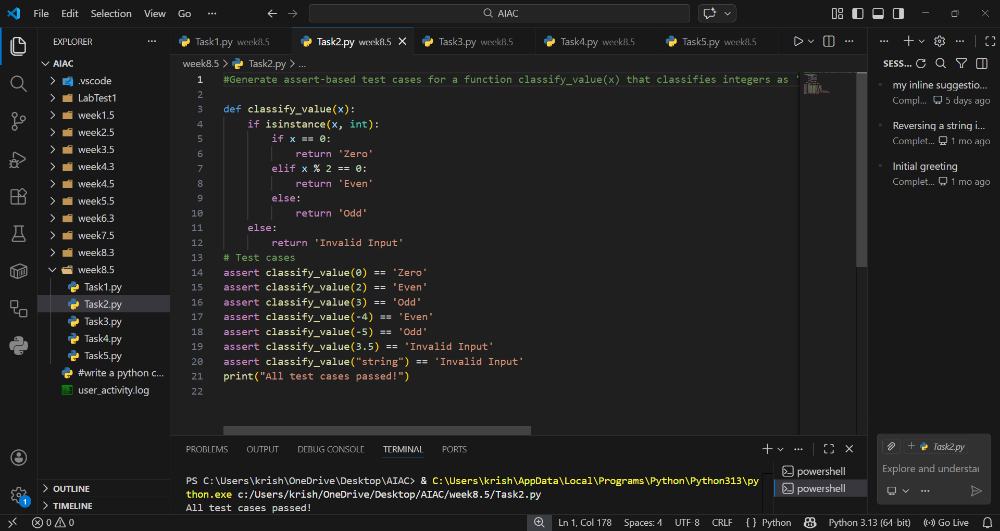 File Edit Selection View Go ···
AIAC
EXPLORER ···
AIAC
.vscode
LabTest1
week1.5
week2.5
week3.5
week4.3
week4.5
week5.5
week6.3
week7.5
week8.3
week8.5
Task1.py
Task2.py
Task3.py
Task4.py
Task5.py
#write a python c...
user_activity.log
OUTLINE
TIMELINE
Task1.py week8.5
Task2.py week8.5
Task3.py week8.5
Task4.py week8.5
Task5.py week8.5
week8.5 > Task2.py > ...
1 #Generate assert-based test cases for a function classify_value(x) that classifies integers as '
2
3 def classify_value(x):
4     if isinstance(x, int):
5         if x == 0:
6             return 'Zero'
7         elif x % 2 == 0:
8             return 'Even'
9         else:
10             return 'Odd'
11     else:
12         return 'Invalid Input'
13 # Test cases
14 assert classify_value(0) == 'Zero'
15 assert classify_value(2) == 'Even'
16 assert classify_value(3) == 'Odd'
17 assert classify_value(-4) == 'Even'
18 assert classify_value(-5) == 'Odd'
19 assert classify_value(3.5) == 'Invalid Input'
20 assert classify_value("string") == 'Invalid Input'
21 print("All test cases passed!")
22
PROBLEMS OUTPUT DEBUG CONSOLE TERMINAL PORTS
PS C:\Users\krish\OneDrive\Desktop\AIAC> & C:\Users\krish\AppData\Local\Programs\Python\Python313\py
thon.exe c:/Users/krish/OneDrive/Desktop/AIAC/week8.5/Task2.py
All test cases passed!
powershell
powershell
SESS...
my inline suggestio...
Compl... 5 days ago
Reversing a string i...
Complet... 1 mo ago
Initial greeting
Complet... 1 mo ago
Task2.py
Explore and understar
1
0 0
Ln 1, Col 178 Spaces: 4 UTF-8 CRLF { } Python Python 3.13 (64-bit) Go Live